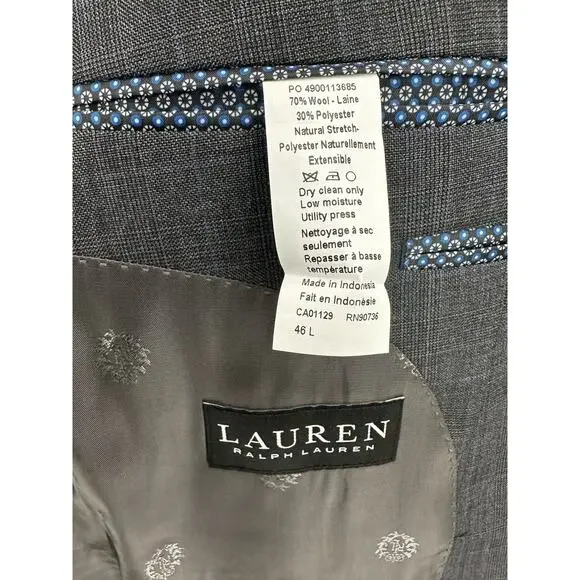 PO 4900113685
70% Wool - Laine
30% Polyester
Natural Stretch-
Polyester Naturellement
Extensible
Dry clean only
Low moisture
Utility press
Nettoyage à sec
seulement
Repasser à basse
température
Made in Indonesia
Fait en Indonésie
CA01129 RN90736
46 L
LAUREN
RALPH LAUREN